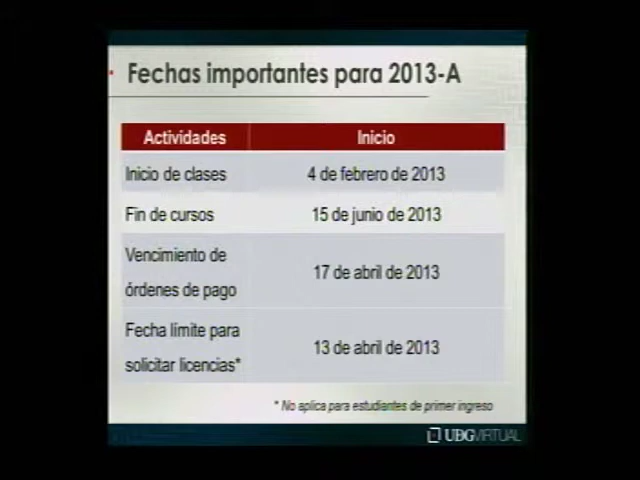 Fechas importantes para 2013-A
Actividades Inicio
Inicio de clases 4 de febrero de 2013
Fin de cursos 15 de junio de 2013
Vencimiento de
órdenes de pago 17 de abril de 2013
Fecha límite para
solicitar licencias* 13 de abril de 2013
* No aplica para estudiantes de primer ingreso
UDGVIRTUAL